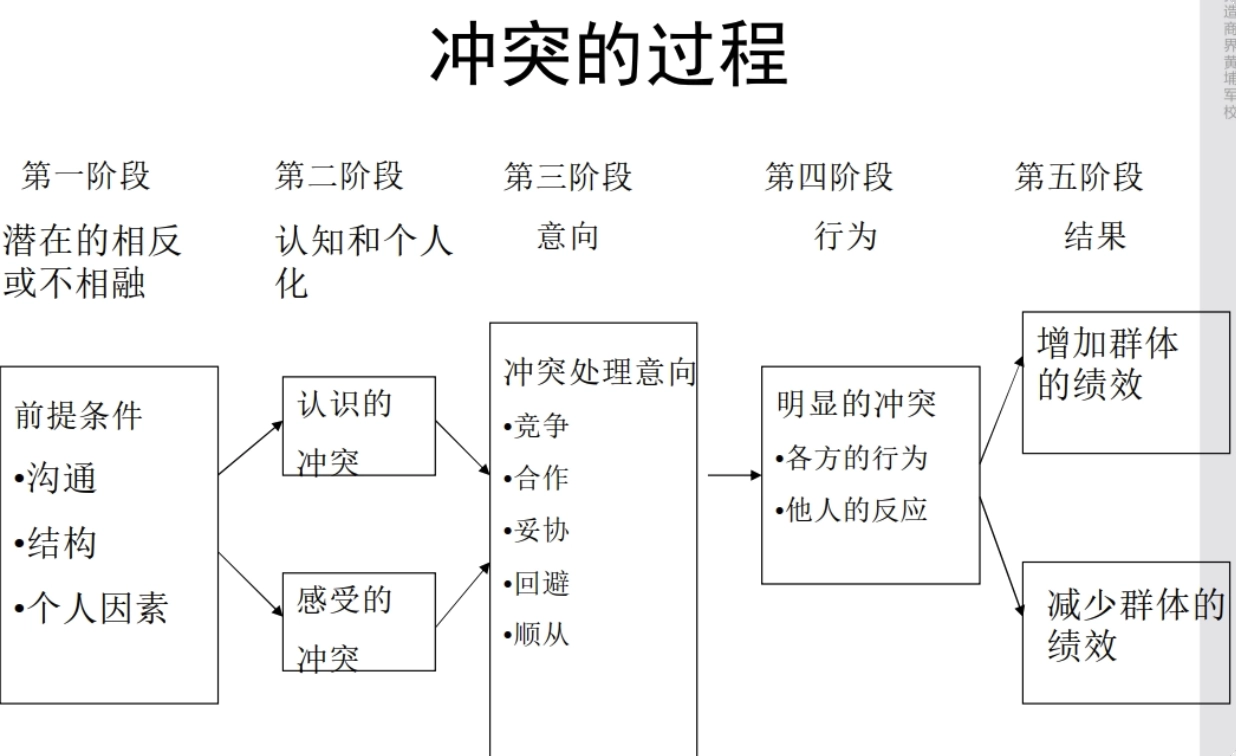 冲突的过程
第一阶段
第二阶段
第三阶段
第四阶段
第五阶段
潜在的相反
或不相融
认知和个人
化
意向
行为
结果
前提条件
•沟通
•结构
•个人因素
认识的
冲突
感受的
冲突
冲突处理意向
•竞争
•合作
•妥协
•回避
•顺从
明显的冲突
•各方的行为
•他人的反应
增加群体
的绩效
减少群体的
绩效
造商界黄埔军校